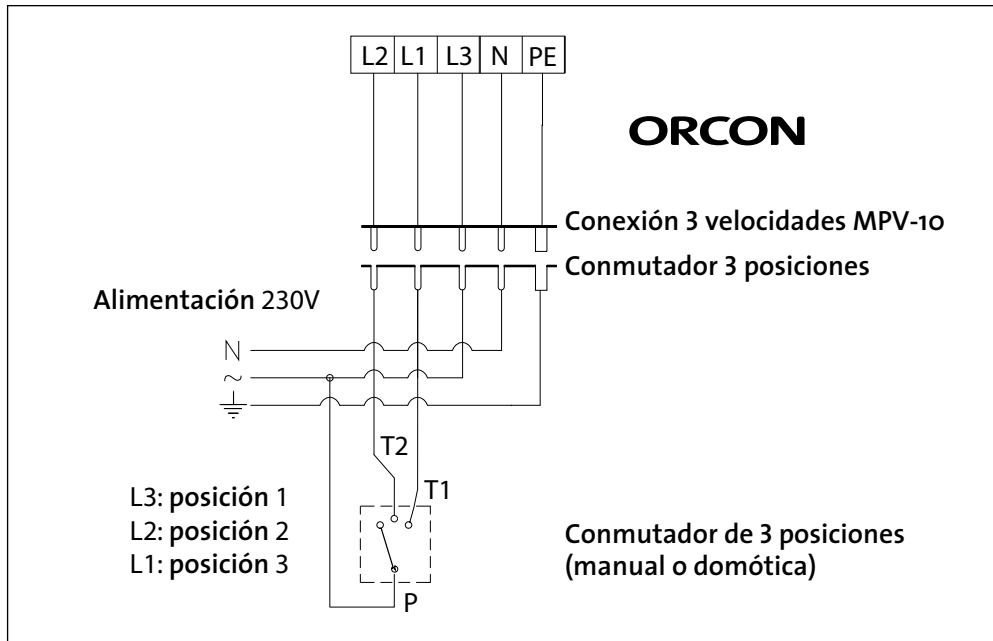 L2 L1 L3 N PE
ORCON
Conexión 3 velocidades MPV-10
Conmutador 3 posiciones
Alimentación 230V
N
~
T2
T1
L3: posición 1
L2: posición 2
L1: posición 3
Conmutador de 3 posiciones
(manual o domótica)
P